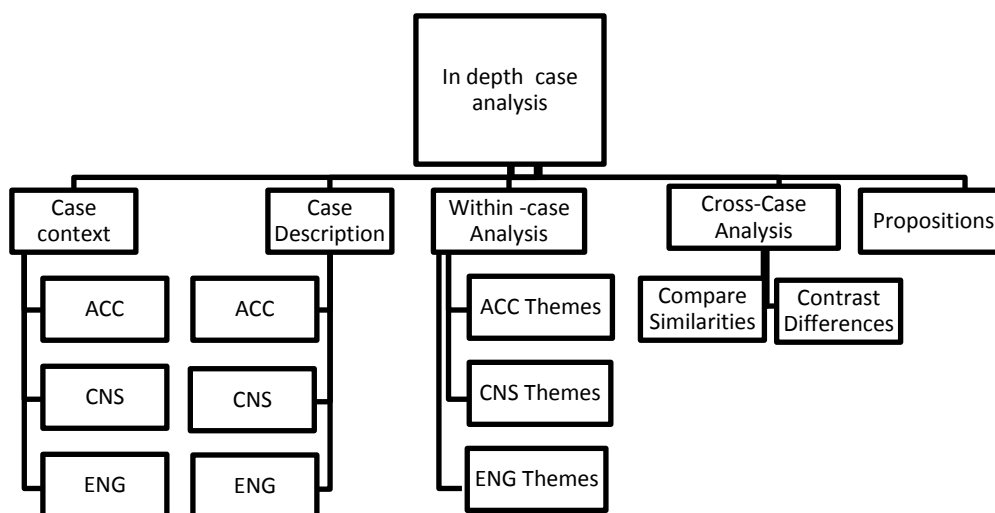 In depth  case
analysis
Case
context
Case
Description
Within -case
Analysis
Cross-Case
Analysis
Propositions
ACC
ACC
ACC Themes
Compare
Similarities
Contrast
Differences
CNS
CNS
CNS Themes
ENG
ENG
ENG Themes